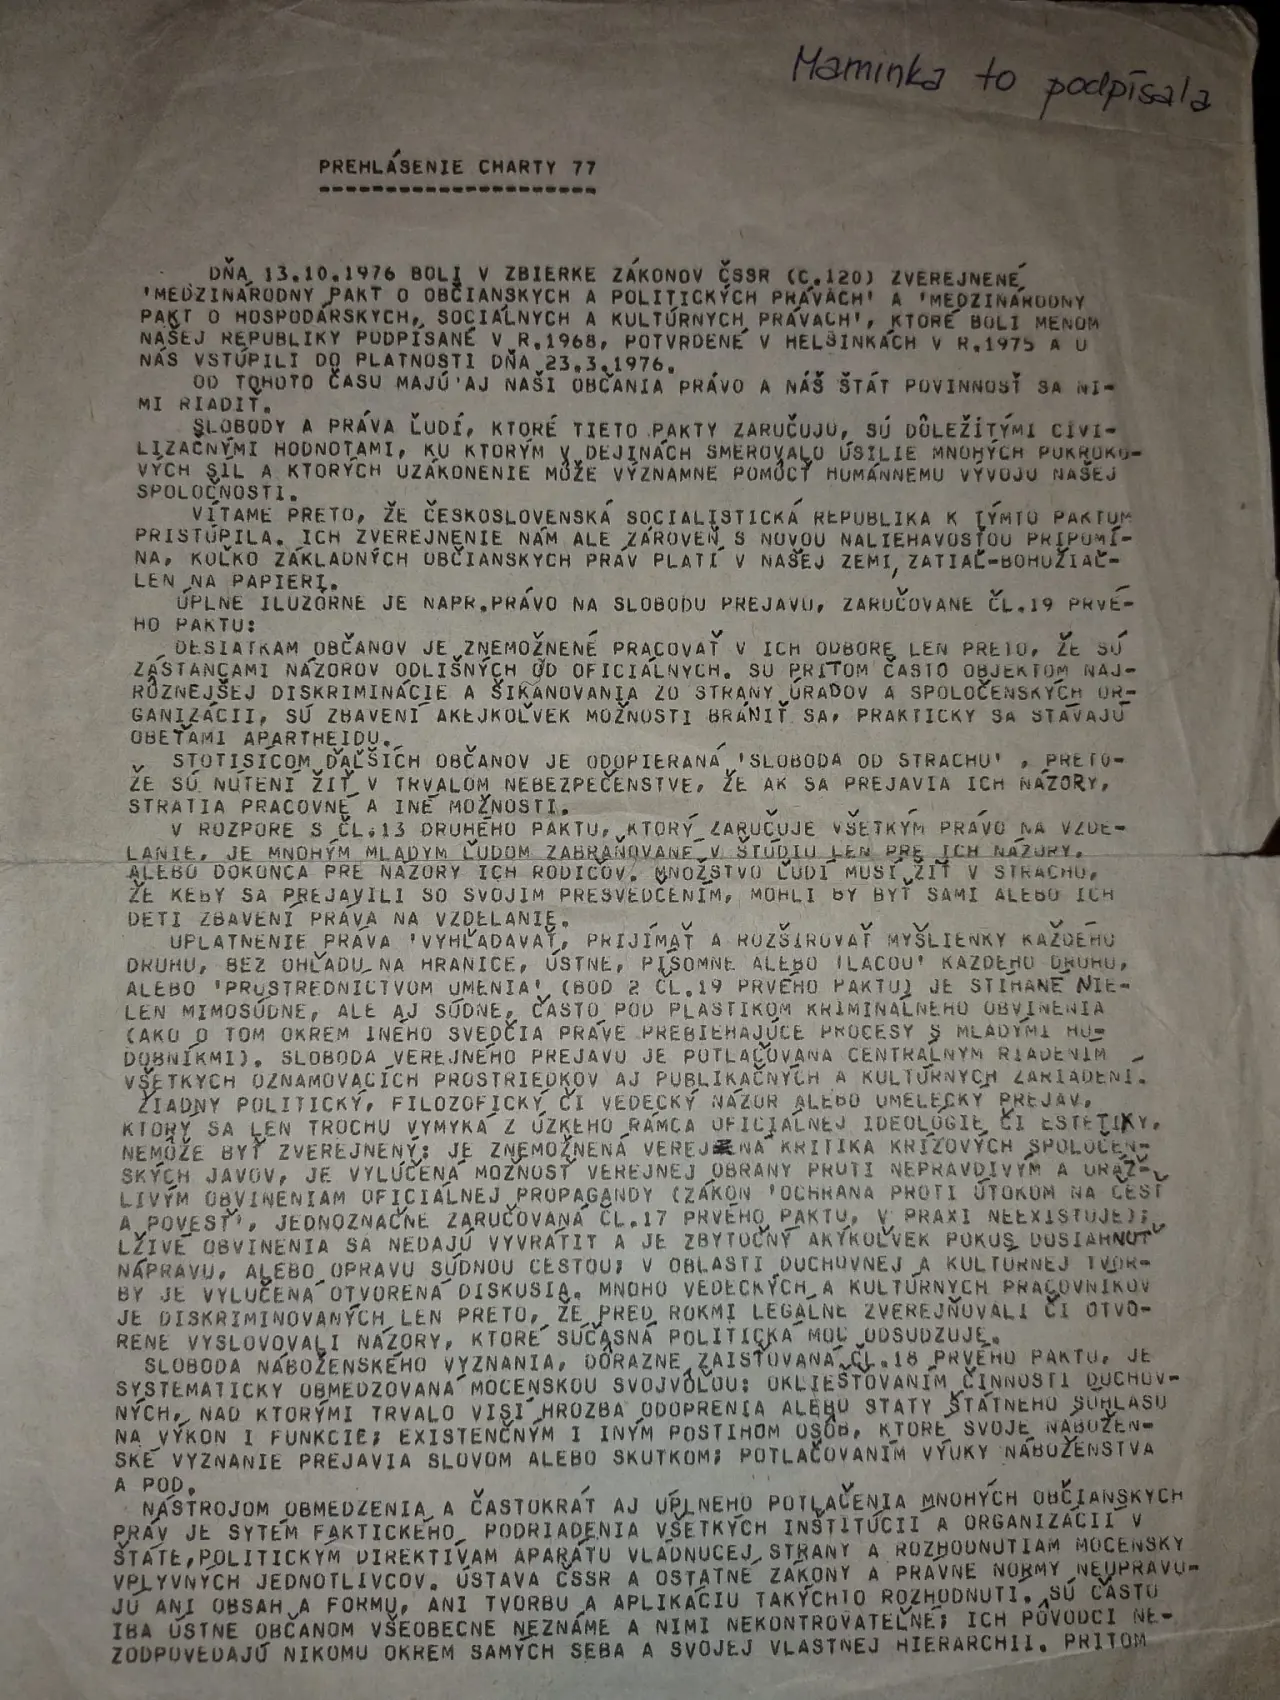 Maminka to podpísala
PREHLÁSENIE CHARTY 77
DŇA 13.10.1976 BOLI V ZBIERKE ZÁKONOV ČSSR (C.120) ZVEREJNENÉ
'MEDZINÁRODNÝ PAKT O OBČIANSKYCH A POLITICKÝCH PRÁVACH' A 'MEDZINÁRODNÝ
PAKT O HOSPODÁRSKYCH, SOCIÁLNYCH A KULTÚRNYCH PRÁVACH', KTORÉ BOLI MENOM
NAŠEJ REPUBLIKY PODPÍSANÉ V R.1968, POTVRDENÉ V HELSINKÁCH V R.1975 A U
NÁS VSTÚPILI DO PLATNOSTI DŇA 23.3.1976.
OD TOHOTO ČASU MAJÚ AJ NAŠI OBČANIA PRÁVO A NÁŠ ŠTÁT POVINNOSŤ SA NI-
MI RIADIŤ.
SLOBODY A PRÁVA ĽUDÍ, KTORÉ TIETO PAKTY ZARUČUJÚ, SÚ DÔLEŽITÝMI CIVI-
LIZAČNÝMI HODNOTAMI, KU KTORÝM V DEJINÁCH SMEROVALO ÚSILIE MNOHÝCH POKROKO-
VÝCH SÍL A KTORÝCH UZÁKONENIE MÔŽE VÝZNAMNE POMÔCŤ HUMÁNNEMU VÝVOJU NAŠEJ
SPOLOČNOSTI.
VÍTAME PRETO, ŽE ČESKOSLOVENSKÁ SOCIALISTICKÁ REPUBLIKA K TÝMTO PAKTOM
PRISTÚPILA. ICH ZVEREJNENIE NÁM ALE ZÁROVEŇ S NOVOU NALIEHAVOSŤOU PRIPOMÍ-
NA, KOĽKO ZÁKLADNÝCH OBČIANSKYCH PRÁV PLATÍ V NAŠEJ ZEMI, ZATIAĽ-BOHUŽIAĽ-
LEN NA PAPIERI.
ÚPLNE ILUZÓRNE JE NAPR.PRÁVO NA SLOBODU PREJAVU, ZARUČOVANÉ ČL.19 PRVÉ-
HO PAKTU:
DESIATKAM OBČANOV JE ZNEMOŽNENÉ PRACOVAŤ V ICH ODBORE LEN PRETO, ŽE SÚ
ZÁSTANCAMI NÁZOROV ODLIŠNÝCH OD OFICIÁLNYCH. SÚ PRITOM ČASTO OBJEKTOM NAJ-
RÔZNEJŠEJ DISKRIMINÁCIE A ŠIKANOVANIA ZO STRANY ÚRADOV A SPOLOČENSKÝCH OR-
GANIZÁCII, SÚ ZBAVENÍ AKEJKOĽVEK MOŽNOSTI BRÁNIŤ SA, PRAKTICKY SA STÁVAJÚ
OBEŤAMI APARTHEIDU.
STOTISÍCOM ĎALŠÍCH OBČANOV JE ODOPIERANÁ 'SLOBODA OD STRACHU' , PRETO-
ŽE SÚ NÚTENÍ ŽIŤ V TRVALOM NEBEZPEČENSTVE, ŽE AK SA PREJAVIA ICH NÁZORY,
STRATIA PRACOVNÉ A INÉ MOŽNOSTI.
V ROZPORE S ČL.13 DRUHÉHO PAKTU, KTORÝ ZARUČUJE VŠETKÝM PRÁVO NA VZDE-
LANIE, JE MNOHÝM MLADÝM ĽUĎOM ZABRAŇOVANÉ V ŠTÚDIU LEN PRE ICH NÁZORY,
ALEBO DOKONCA PRE NÁZORY ICH RODIČOV. MNOŽSTVO ĽUDÍ MUSÍ ŽIŤ V STRACHU,
ŽE KEBY SA PREJAVILI SO SVOJIM PRESVEDČENÍM, MOHLI BY BYŤ SAMI ALEBO ICH
DETI ZBAVENÍ PRÁVA NA VZDELANIE.
UPLATNENIE PRÁVA 'VYHĽADÁVAŤ, PRIJÍMAŤ A ROZŠIROVAŤ MYŠLIENKY KAŽDÉHO
DRUHU, BEZ OHĽADU NA HRANICE, ÚSTNE, PÍSOMNE ALEBO TLAČOU' KAŽDÉHO DRUHU,
ALEBO 'PROSTREDNÍCTVOM UMENIA' (BOD 2 ČL.19 PRVÉHO PAKTU) JE STÍHANÉ NIE-
LEN MIMOSÚDNE, ALE AJ SÚDNE, ČASTO POD PLÁSTIKOM KRIMINÁLNEHO OBVINENIA
(AKO O TOM OKREM INÉHO SVEDČIA PRÁVE PREBIEHAJÚCE PROCESY S MLADÝMI HU-
DOBNÍKMI). SLOBODA VEREJNÉHO PREJAVU JE POTLAČOVANÁ CENTRÁLNYM RIADENÍM
VŠETKYCH OZNAMOVACÍCH PROSTRIEDKOV AJ PUBLIKAČNÝCH A KULTÚRNYCH ZARIADENÍ.
ŽIADNY POLITICKÝ, FILOZOFICKÝ ČI VEDECKÝ NÁZOR ALEBO UMELECKÝ PREJAV,
KTORÝ SA LEN TROCHU VYMYKÁ Z ÚZKEHO RÁMCA OFICIÁLNEJ IDEOLÓGIE ČI ESTETIKY,
NEMÔŽE BYŤ ZVEREJNENÝ; JE ZNEMOŽNENÁ VEREJNÁ KRITIKA KRÍZOVÝCH SPOLOČEN-
SKÝCH JAVOV, JE VYLÚČENÁ MOŽNOSŤ VEREJNEJ OBRANY PROTI NEPRAVDIVÝM A URÁŽ-
LIVÝM OBVINENIAM OFICIÁLNEJ PROPAGANDY (ZÁKON 'OCHRANA PROTI ÚTOKOM NA ČESŤ
A POVESŤ', JEDNOZNAČNE ZARUČOVANÁ ČL.17 PRVÉHO PAKTU, V PRAXI NEEXISTUJE);
LŽIVÉ OBVINENIA SA NEDAJÚ VYVRÁTIŤ A JE ZBYTOČNÝ AKÝKOĽVEK POKUS DOSIAHNUŤ
NÁPRAVU, ALEBO OPRAVU SÚDNOU CESTOU; V OBLASTI DUCHOVNEJ A KULTÚRNEJ TVOR-
BY JE VYLÚČENÁ OTVORENÁ DISKUSIA. MNOHO VEDECKÝCH A KULTÚRNYCH PRACOVNÍKOV
JE DISKRIMINOVANÝCH LEN PRETO, ŽE PRED ROKMI LEGÁLNE ZVEREJŇOVALI ČI OTVO-
RENE VYSLOVOVALI NÁZORY, KTORÉ SÚČASNÁ POLITICKÁ MOC ODSUDZUJE.
SLOBODA NÁBOŽENSKÉHO VYZNANIA, DÔRAZNE ZAISŤOVANÁ ČL.18 PRVÉHO PAKTU, JE
SYSTEMATICKY OBMEDZOVANÁ MOCENSKOU SVOJVÔĽOU; OKLIEŠŤOVANÍM ČINNOSTI DUCHOV-
NÝCH, NAD KTORÝMI TRVALO VISÍ HROZBA ODOPRENIA ALEBO STATY ŠTÁTNEHO SÚHLASU
NA VÝKON I FUNKCIE; EXISTENČNÝM I INÝM POSTIHOM OSÔB, KTORÉ SVOJE NÁBOŽEN-
SKÉ VYZNANIE PREJAVIA SLOVOM ALEBO SKUTKOM; POTLAČOVANÍM VÝUKY NÁBOŽENSTVA
A POD.
NÁSTROJOM OBMEDZENIA A ČASTOKRÁT AJ ÚPLNEHO POTLAČENIA MNOHÝCH OBČIANSKYCH
PRÁV JE SYTÉM FAKTICKÉHO PODRIADENIA VŠETKÝCH INŠTITÚCIÍ A ORGANIZÁCIÍ V
ŠTÁTE,POLITICKÝM DIREKTÍVAM APARÁTU VLÁDNUCEJ STRANY A ROZHODNUTIAM MOCENSKY
VPLYVNÝCH JEDNOTLIVCOV. ÚSTAVA ČSSR A OSTATNÉ ZÁKONY A PRÁVNE NORMY NEUPRAVU-
JÚ ANI OBSAH A FORMU, ANI TVORBU A APLIKÁCIU TAKÝCHTO ROZHODNUTÍ. SÚ ČASTO
IBA ÚSTNE OBČANOM VŠEOBECNE NEZNÁME A NIMI NEKONTROVATEĽNÉ; ICH PÔVODCI NE-
ZODPOVEDAJÚ NIKOMU OKREM SAMÝCH SEBA A SVOJEJ VLASTNEJ HIERARCHII. PRITOM